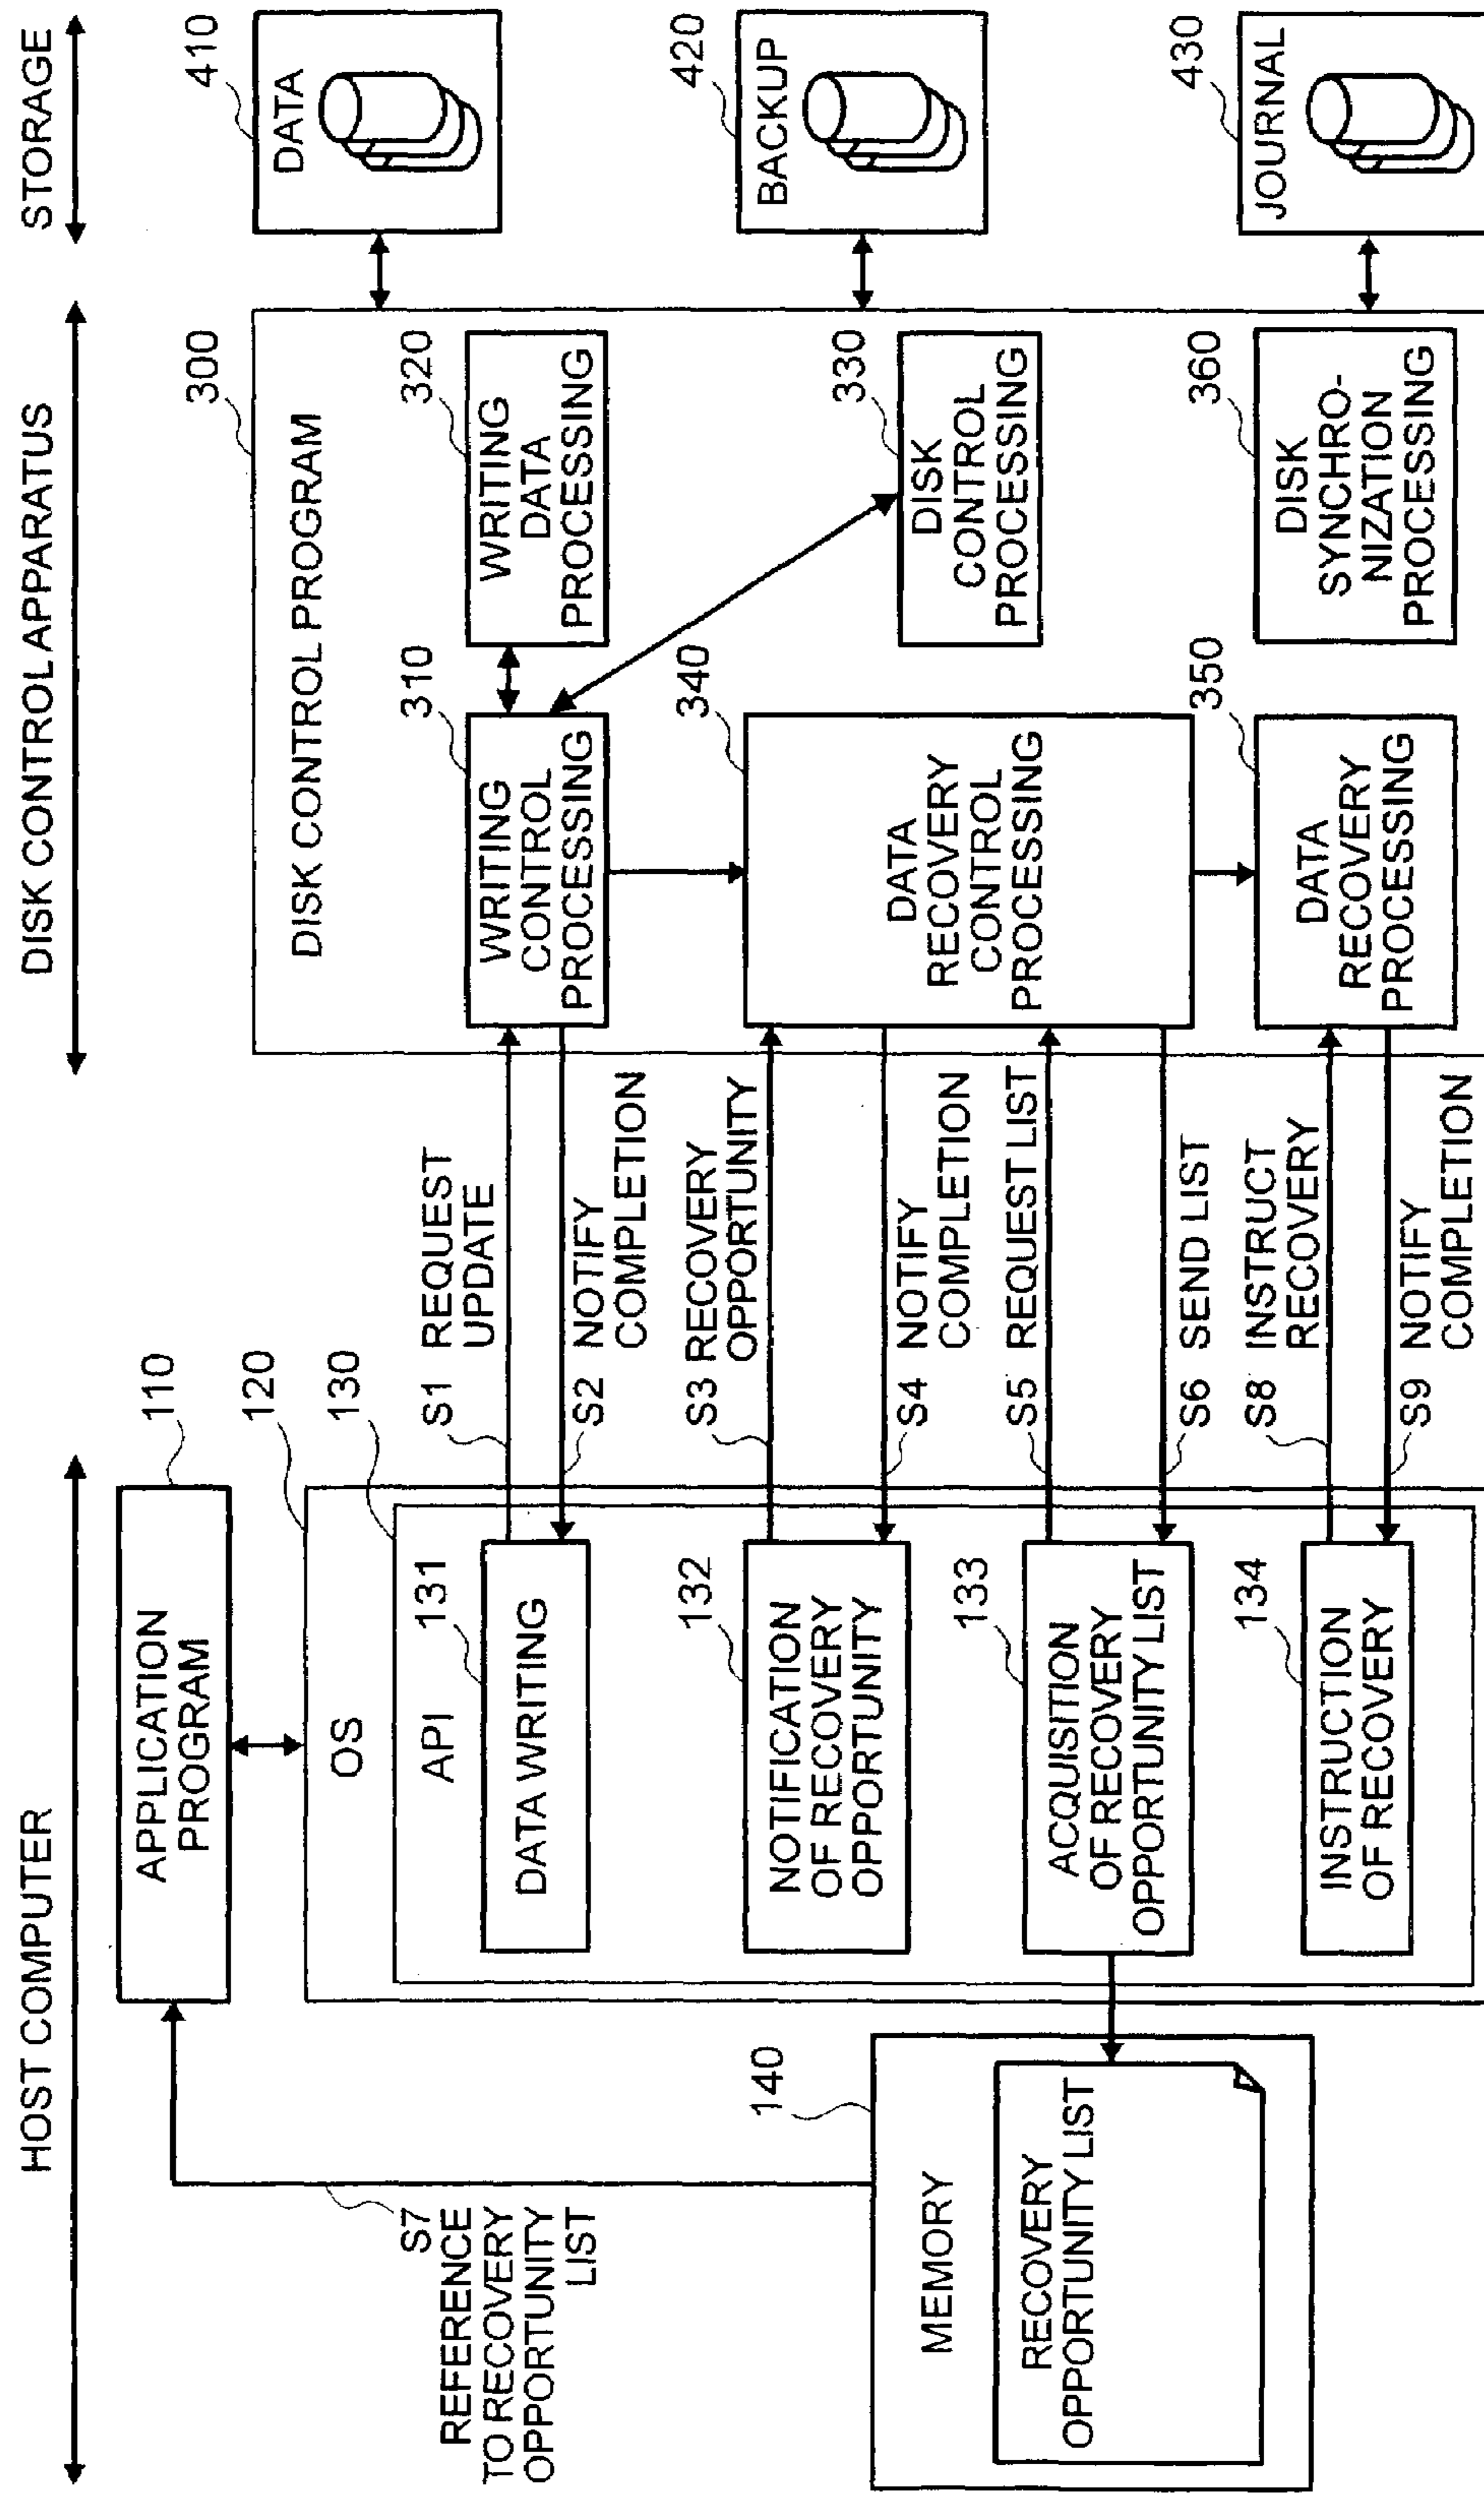 HOST COMPUTER
DISK CONTROL APPARATUS
STORAGE
110
APPLICATION
PROGRAM
120
OS
130
API
131
DATA WRITING
132
NOTIFICATION
OF RECOVERY
OPPORTUNITY
133
ACQUISITION
OF RECOVERY
OPPORTUNITY LIST
134
INSTRUCTION
OF RECOVERY
S7
REFERENCE
TO RECOVERY
OPPORTUNITY
LIST
140
MEMORY
RECOVERY
OPPORTUNITY LIST
S1
REQUEST
UPDATE
S2
NOTIFY
COMPLETION
S3
RECOVERY
OPPORTUNITY
S4
NOTIFY
COMPLETION
S5
REQUEST LIST
S6
SEND LIST
S8
INSTRUCT
RECOVERY
S9
NOTIFY
COMPLETION
300
DISK CONTROL PROGRAM
310
WRITING
CONTROL
PROCESSING
320
WRITING
DATA
PROCESSING
330
DISK
CONTROL
PROCESSING
340
DATA
RECOVERY
CONTROL
PROCESSING
350
DATA
RECOVERY
PROCESSING
360
DISK
SYNCHRO-
NIZATION
PROCESSING
410
DATA
420
BACKUP
430
JOURNAL